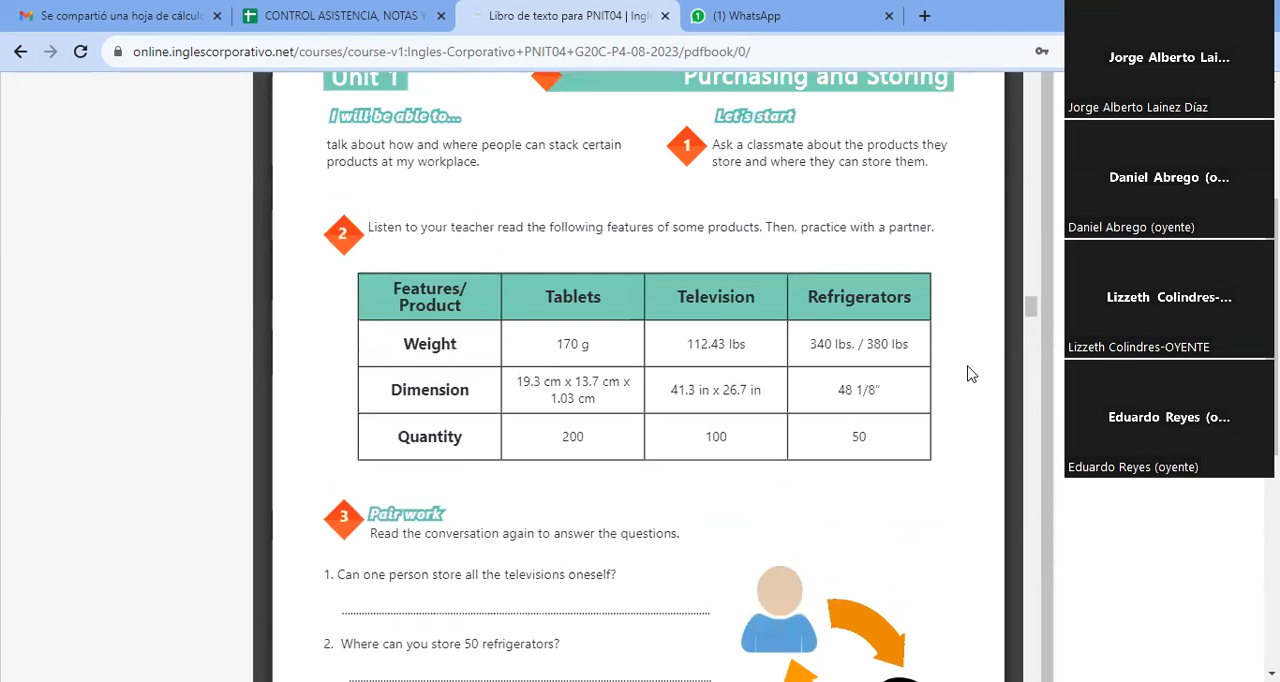 Se compartió una hoja de cálculo
CONTROL ASISTENCIA, NOTAS Y
Libro de texto para PNIT04 | Ingl
(1) WhatsApp
online.inglescorporativo.net/courses/course-v1:Ingles-Corporativo+PNIT04+G20C-P4-08-2023/pdfbook/0/
Unit 1
Purchasing and Storing
I will be able to...
talk about how and where people can stack certain
products at my workplace.
Let's start
1
Ask a classmate about the products they
store and where they can store them.
2
Listen to your teacher read the following features of some products. Then, practice with a partner.
Features/
Product
Tablets
Television
Refrigerators
Weight
170 g
112.43 lbs
340 lbs. / 380 lbs
Dimension
19.3 cm x 13.7 cm x
1.03 cm
41.3 in x 26.7 in
48 1/8"
Quantity
200
100
50
3
Pair work
Read the conversation again to answer the questions.
1. Can one person store all the televisions oneself?
2. Where can you store 50 refrigerators?
Jorge Alberto Lai...
Jorge Alberto Lainez Díaz
Daniel Abrego (o...
Daniel Abrego (oyente)
Lizzeth Colindres-...
Lizzeth Colindres-OYENTE
Eduardo Reyes (o...
Eduardo Reyes (oyente)